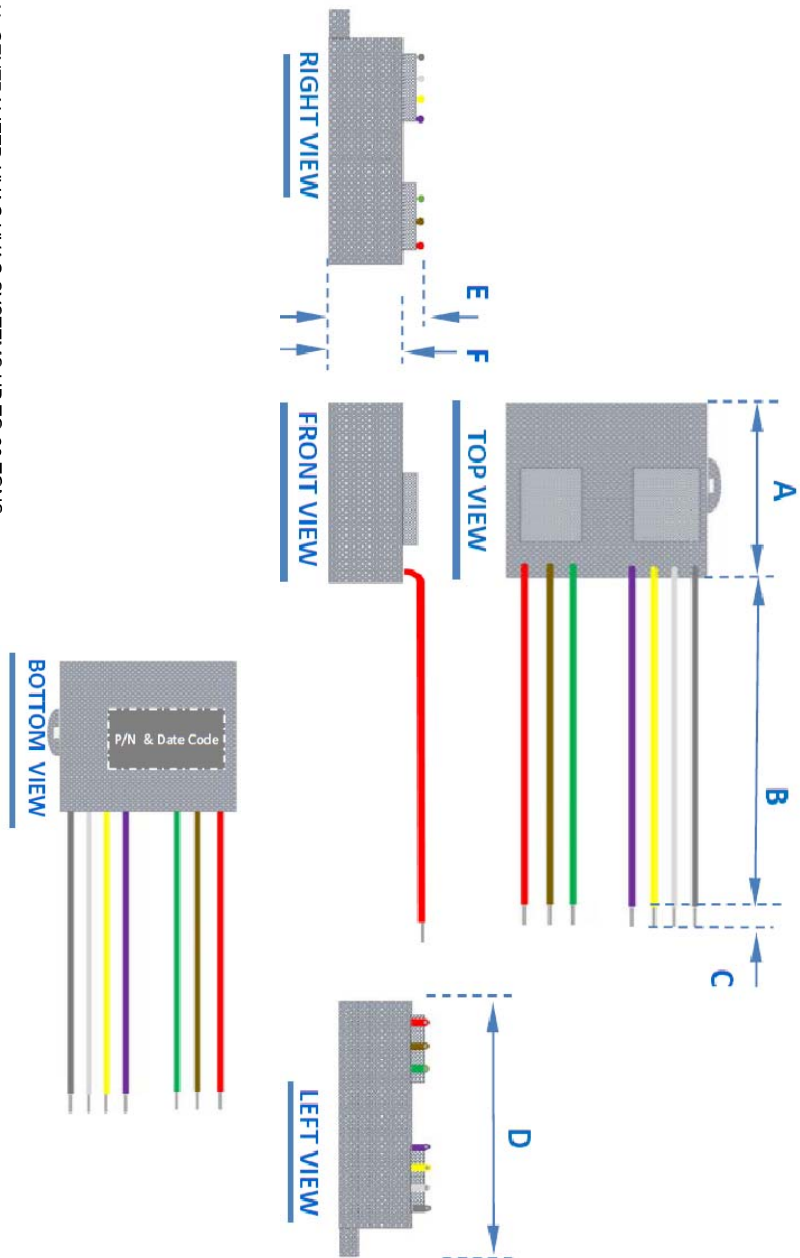 A
B
C
D
E
F
TOP VIEW
RIGHT VIEW
FRONT VIEW
LEFT VIEW
P/N & Date Code
BOTTOM VIEW